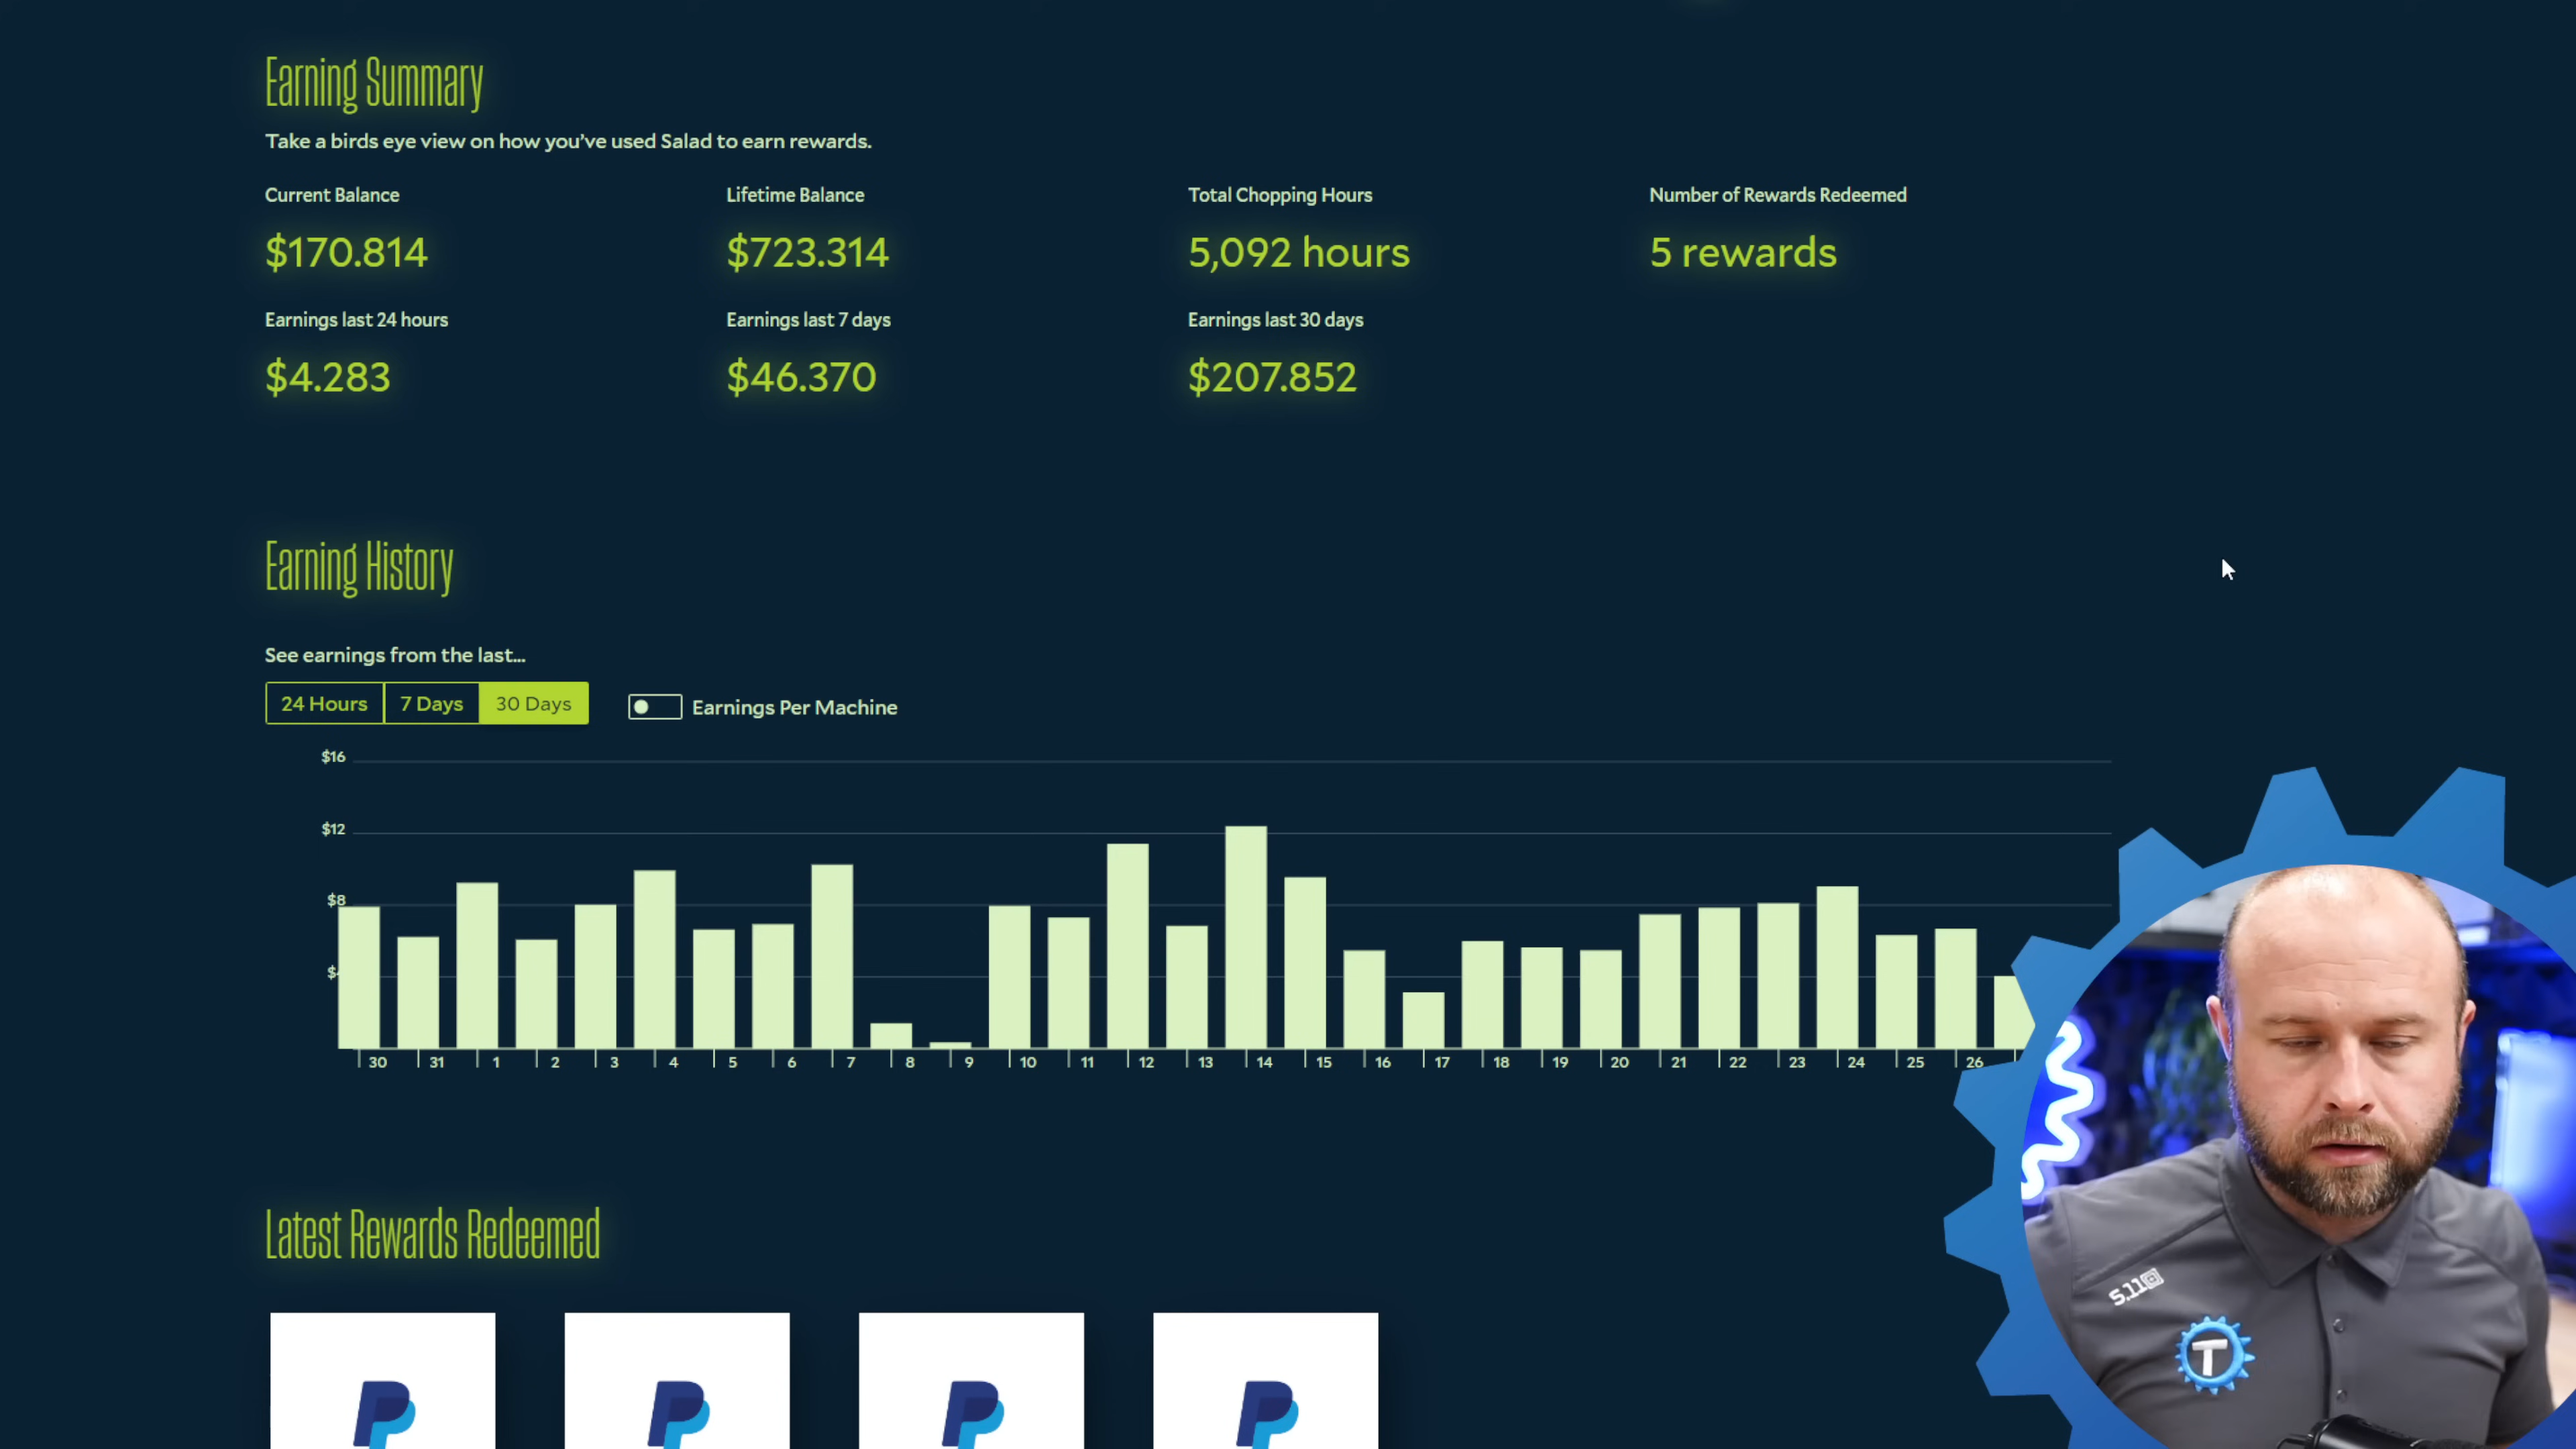 Earning Summary
Take a birds eye view on how you've used Salad to earn rewards.
Current Balance
Lifetime Balance
Total Chopping Hours
Number of Rewards Redeemed
$170.814
$723.314
5,092 hours
5 rewards
Earnings last 24 hours
Earnings last 7 days
Earnings last 30 days
$4.283
$46.370
$207.852
Earning History
See earnings from the last...
24 Hours 7 Days 30 Days Earnings Per Machine
$16
$12
$8
30 31 1 2 3 4 5 6 7 8 9 10 11 12 13 14 15 16 17 18 19 20 21 22 23 24 25 26
Latest Rewards Redeemed
5.11
T